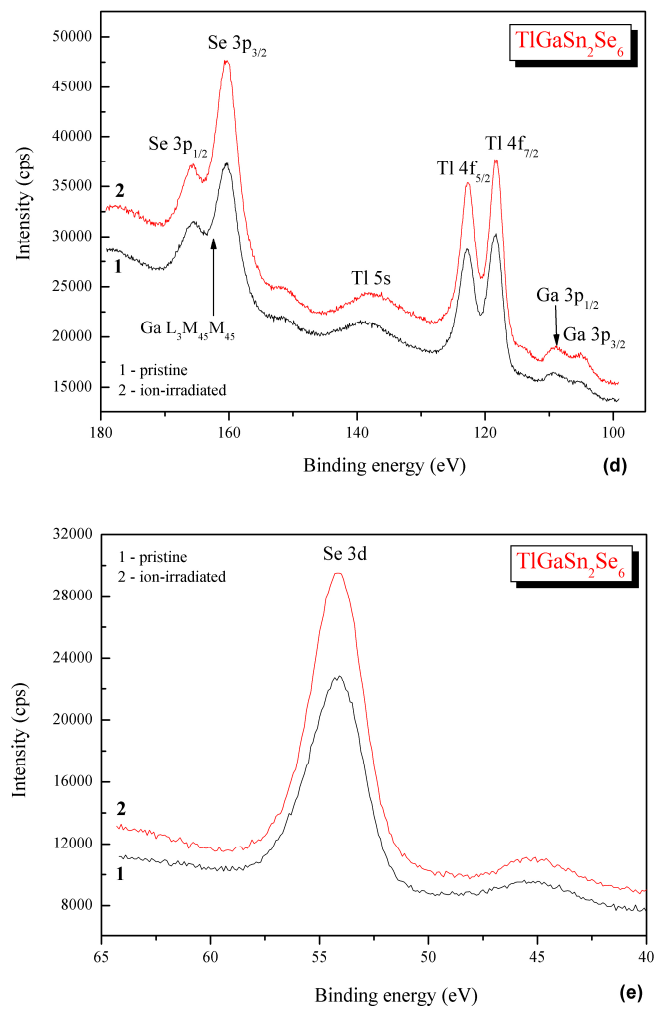 TlGaSn₂Se₆
Se 3p₃/₂
Se 3p₁/₂
Tl 4f₇/₂
Tl 4f₅/₂
Tl 5s
Ga 3p₁/₂
Ga 3p₃/₂
Ga L₃M₄₅M₄₅
2
1
1 - pristine
2 - ion-irradiated
Intensity (cps)
50000
45000
40000
35000
30000
25000
20000
15000
180 160 140 120 100
Binding energy (eV)
(d)
TlGaSn₂Se₆
Se 3d
1 - pristine
2 - ion-irradiated
2
1
Intensity (cps)
32000
28000
24000
20000
16000
12000
8000
65 60 55 50 45 40
Binding energy (eV)
(e)